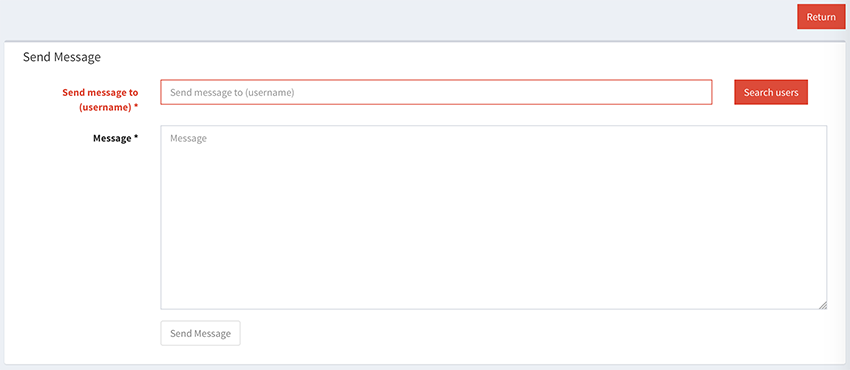 Return
Send Message
Send message to
(username) *
Send message to (username)
Search users
Message *
Message
Send Message